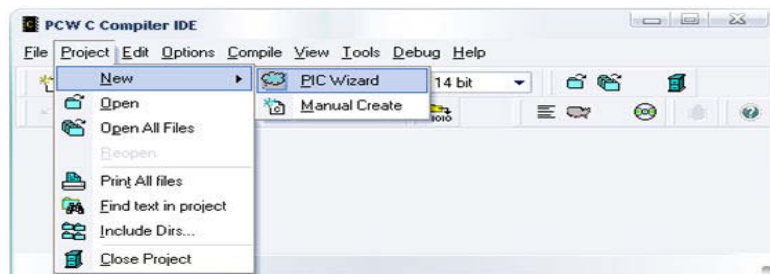 PCW C Compiler IDE
File Project Edit Options Compile View Tools Debug Help
New PIC Wizard 14 bit
Open Manual Create
Open All Files
Reopen
Print All files
Find text in project
Include Dirs...
Close Project